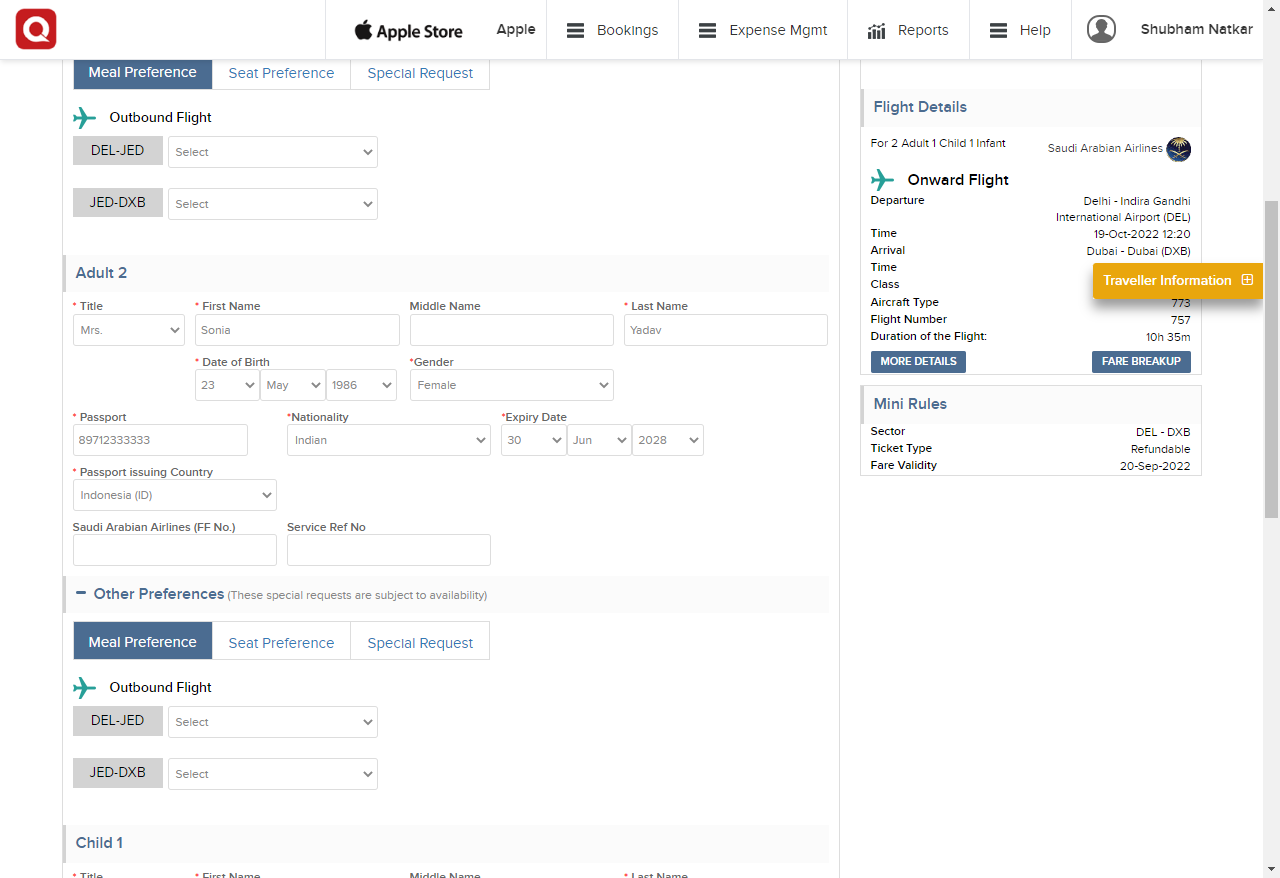 Q
Apple Store
Apple
Bookings
Expense Mgmt
Reports
Help
Shubham Natkar
Meal Preference
Seat Preference
Special Request
Outbound Flight
DEL-JED
Select
JED-DXB
Select
Adult 2
* Title
* First Name
Middle Name
* Last Name
Mrs.
Sonia
Yadav
* Date of Birth
*Gender
23
May
1986
Female
* Passport
*Nationality
*Expiry Date
89712333333
Indian
30
Jun
2028
* Passport issuing Country
Indonesia (ID)
Saudi Arabian Airlines (FF No.)
Service Ref No
Other Preferences (These special requests are subject to availability)
Meal Preference
Seat Preference
Special Request
Outbound Flight
DEL-JED
Select
JED-DXB
Select
Child 1
* Title
* First Name
Middle Name
* Last Name
Flight Details
For 2 Adult 1 Child 1 Infant
Saudi Arabian Airlines
Onward Flight
Departure
Delhi - Indira Gandhi
International Airport (DEL)
Time
19-Oct-2022 12:20
Arrival
Dubai - Dubai (DXB)
Time
Class
Traveller Information
Aircraft Type
773
Flight Number
757
Duration of the Flight:
10h 35m
MORE DETAILS
FARE BREAKUP
Mini Rules
Sector
DEL - DXB
Ticket Type
Refundable
Fare Validity
20-Sep-2022